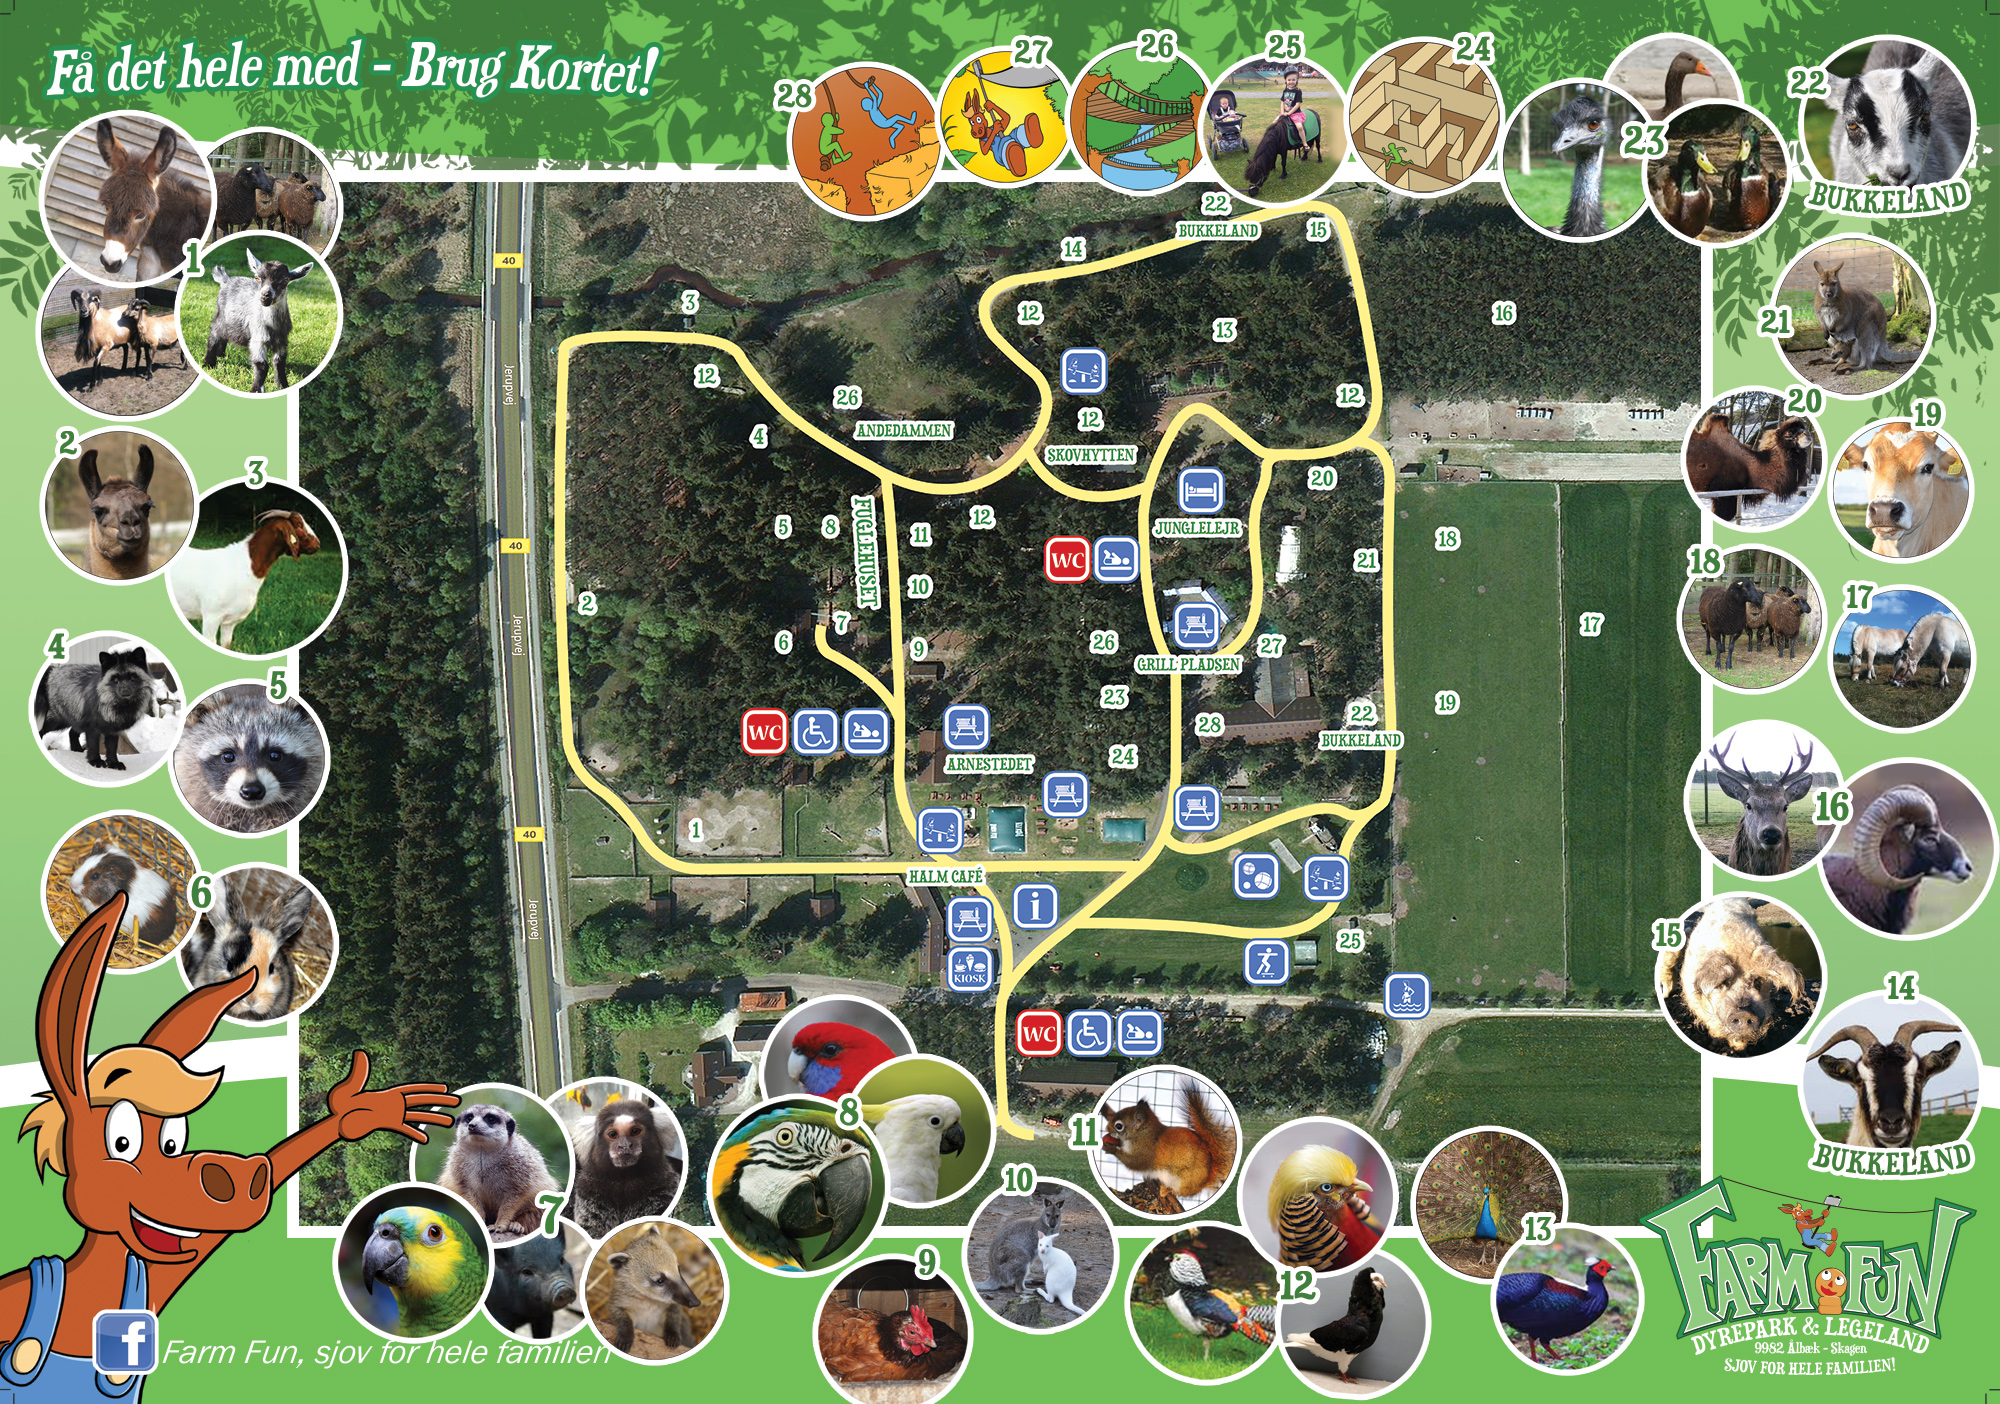 Få det hele med - Brug Kortet!
28
27
26
25
24
23
22
BUKKELAND
1
2
3
4
5
6
21
20
19
18
17
16
15
14
BUKKELAND
40
Jerupvej
40
Jerupvej
40
Jerupvej
22
BUKKELAND
15
14
3
12
13
16
12
26
ANDEDAMMEN
4
12
SKOVHYTTEN
12
20
JUNGLELEJR
5
8
FUGLEHUSET
11
12
WC
21
18
10
2
7
6
9
26
27
17
GRILL PLADSEN
23
19
28
22
BUKKELAND
WC
ARNESTEDET
24
1
HALM CAFÉ
i
KIOSK
25
WC
7
8
9
10
11
12
13
FARM FUN
DYREPARK & LEGELAND
9982 Ålbæk - Skagen
SJOV FOR HELE FAMILIEN!
f Farm Fun, sjov for hele familien